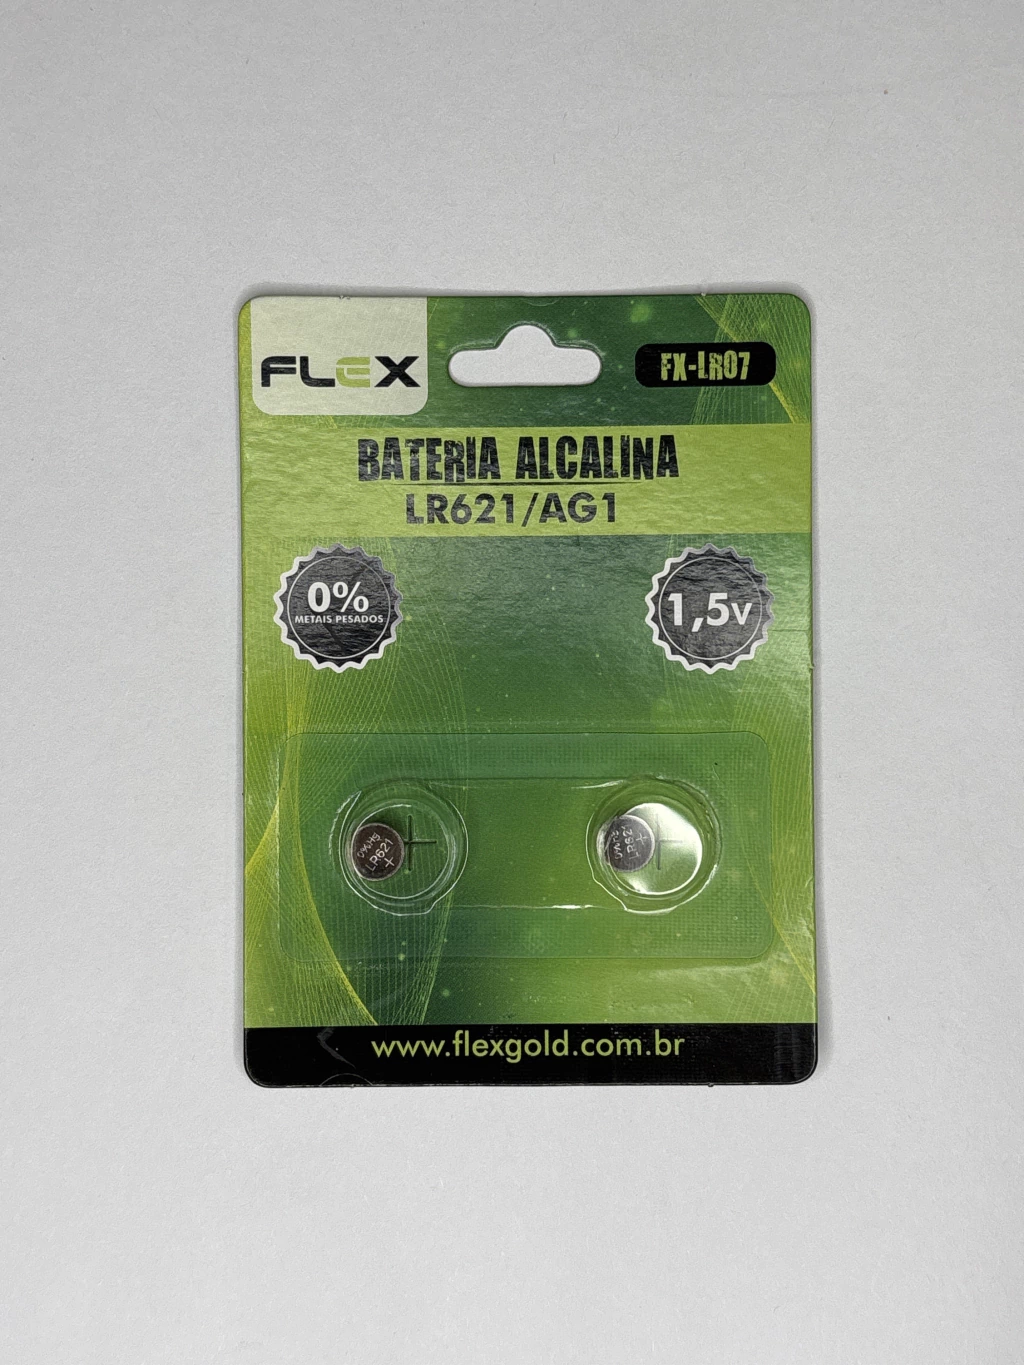 FLEX
FX-LR07
BATERIA ALCALINA
LR621/AG1
0%
METAIS PESADOS
1,5v
LR621
+
LR621
+
www.flexgold.com.br